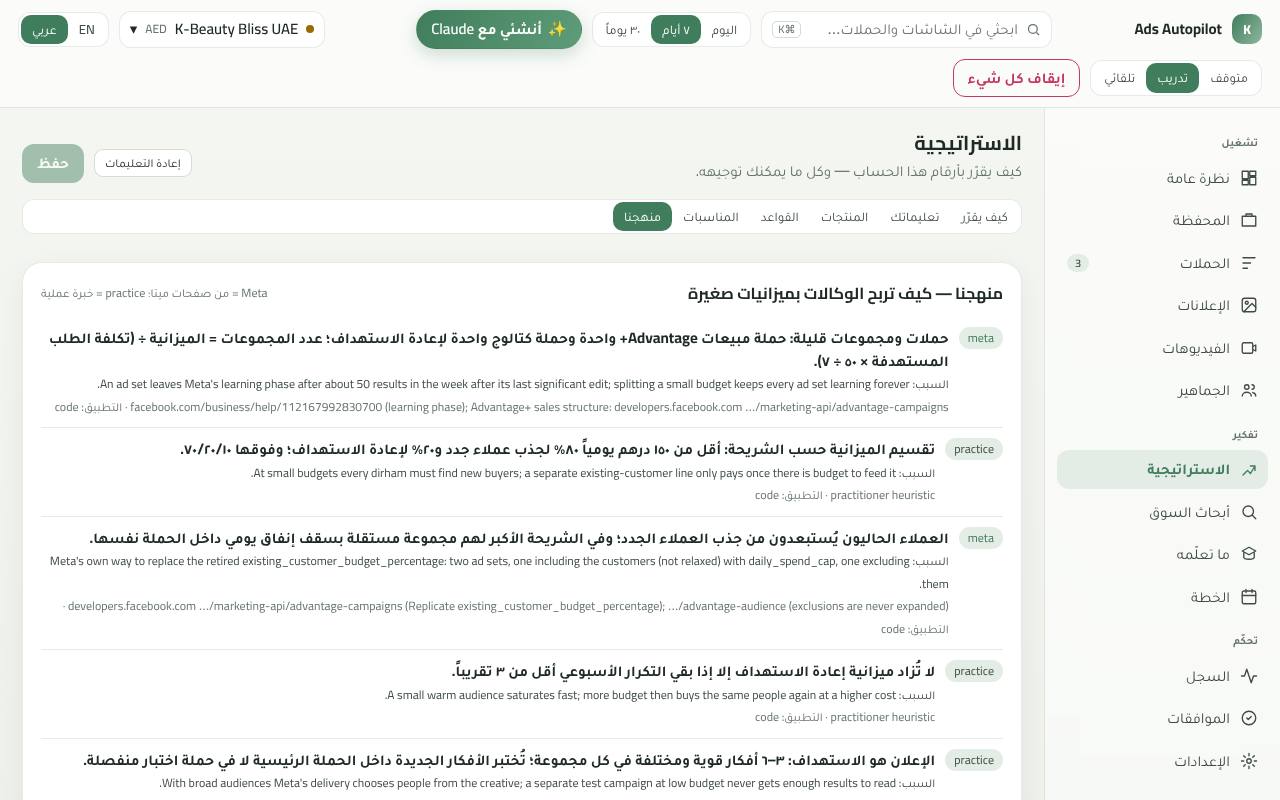 K
Ads Autopilot
ابحثي في الشاشات والحملات...
⌘K
اليوم
٧ أيام
٣٠ يوماً
✨ أنشئي مع Claude
K-Beauty Bliss UAE
AED
▾
EN
عربي
متوقف
تدريب
تلقائي
إيقاف كل شيء
تشغيل
نظرة عامة
المحفظة
الحملات
3
الإعلانات
الفيديوهات
الجماهير
تفكير
الاستراتيجية
أبحاث السوق
ما تعلّمه
الخطة
تحكّم
السجل
الموافقات
الإعدادات
الاستراتيجية
كيف يقرّر بأرقام هذا الحساب — وكل ما يمكنك توجيهه.
إعادة التعليمات
حفظ
كيف يقرّر
تعليماتك
المنتجات
القواعد
المناسبات
منهجنا
منهجنا — كيف تربح الوكالات بميزانيات صغيرة
Meta = من صفحات ميتا؛ practice = خبرة عملية
meta
حملات ومجموعات قليلة: حملة مبيعات Advantage+ واحدة وحملة كتالوج واحدة لإعادة الاستهداف؛ عدد المجموعات = الميزانية ÷ (تكلفة الطلب
المستهدفة × ٥٠ ÷ ٧).
السبب: An ad set leaves Meta's learning phase after about 50 results in the week after its last significant edit; splitting a small budget keeps every ad set learning forever.
facebook.com/business/help/112167992830700 (learning phase); Advantage+ sales structure: developers.facebook.com …/marketing-api/advantage-campaigns · التطبيق: code
practice
تقسيم الميزانية حسب الشريحة: أقل من ١٥٠ درهم يومياً ٨٠% لجذب عملاء جدد و٢٠% لإعادة الاستهداف؛ وفوقها ٧٠/٢٠/١٠.
السبب: At small budgets every dirham must find new buyers; a separate existing-customer line only pays once there is budget to feed it.
practitioner heuristic · التطبيق: code
meta
العملاء الحاليون يُستبعدون من جذب العملاء الجدد؛ وفي الشريحة الأكبر لهم مجموعة مستقلة بسقف إنفاق يومي داخل الحملة نفسها.
السبب: Meta's own way to replace the retired existing_customer_budget_percentage: two ad sets, one including the customers (not relaxed) with daily_spend_cap, one excluding
them.
developers.facebook.com …/marketing-api/advantage-campaigns (Replicate existing_customer_budget_percentage); …/advantage-audience (exclusions are never expanded) ·
التطبيق: code
practice
لا تُزاد ميزانية إعادة الاستهداف إلا إذا بقي التكرار الأسبوعي أقل من ٣ تقريباً.
السبب: A small warm audience saturates fast; more budget then buys the same people again at a higher cost.
practitioner heuristic · التطبيق: code
practice
الإعلان هو الاستهداف: ٣–٦ أفكار قوية ومختلفة في كل مجموعة؛ تُختبر الأفكار الجديدة داخل الحملة الرئيسية لا في حملة اختبار منفصلة.
السبب: With broad audiences Meta's delivery chooses people from the creative; a separate test campaign at low budget never gets enough results to read.